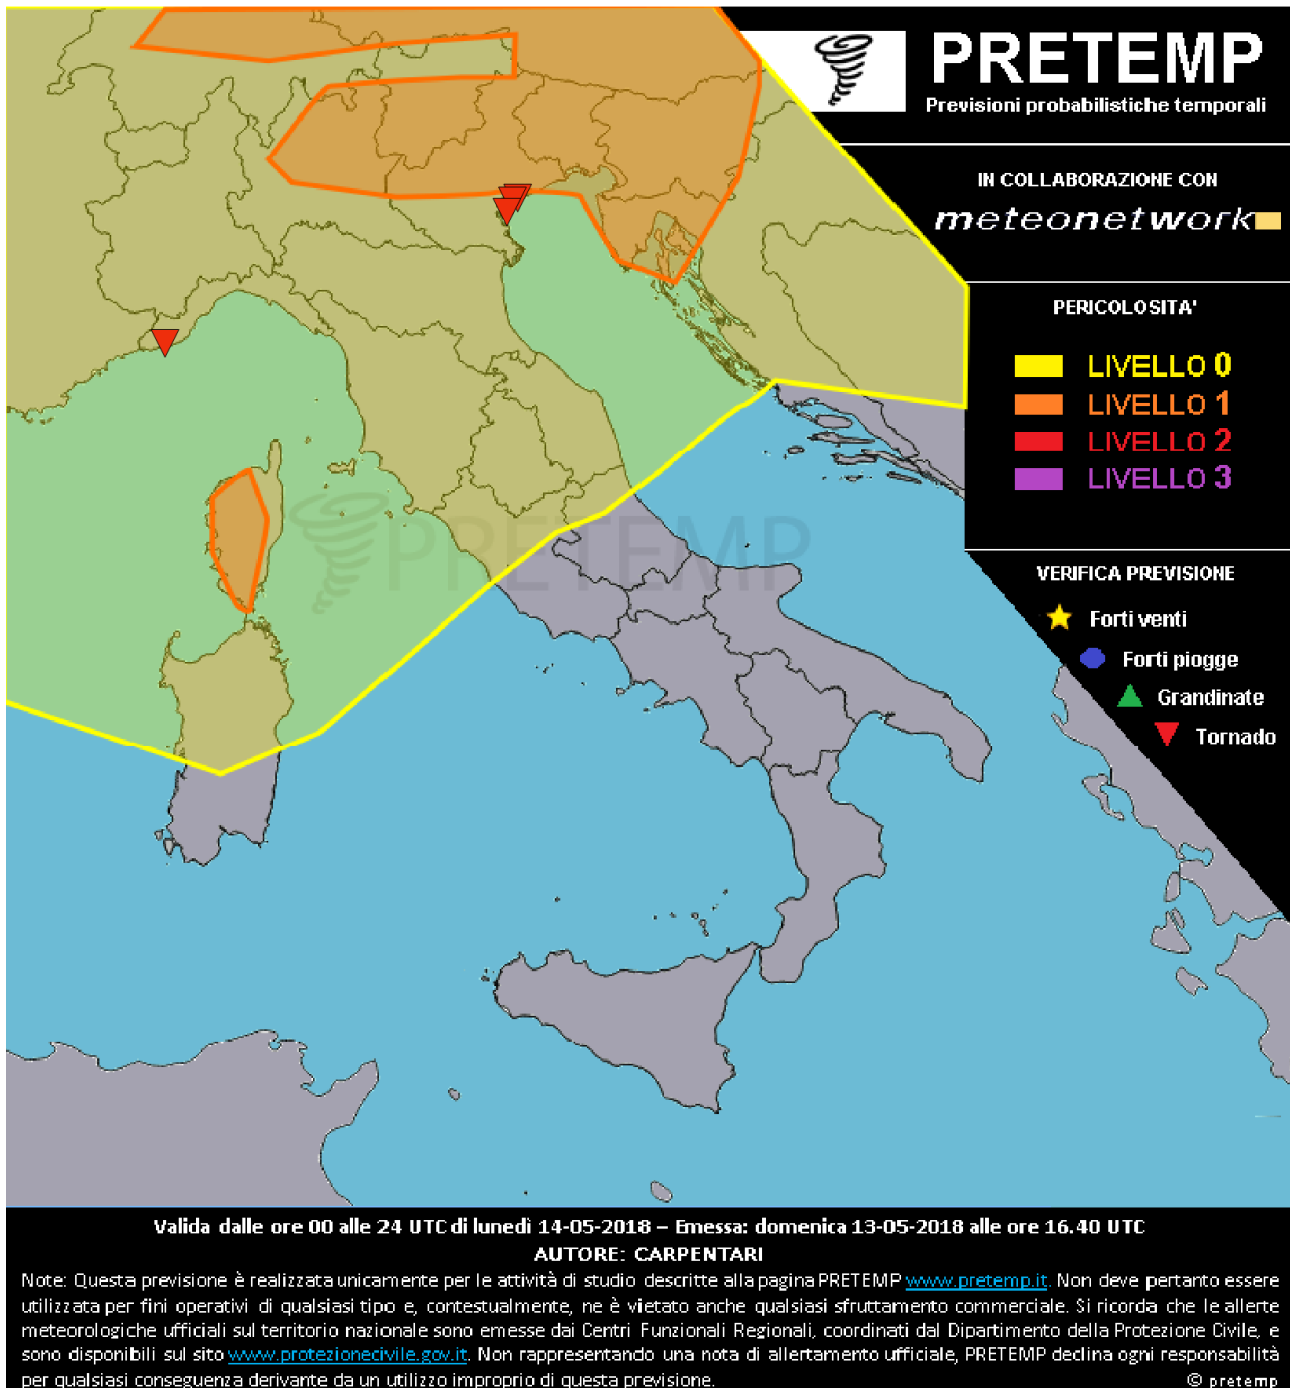 PRETEMP
Previsioni probabilistiche temporali
IN COLLABORAZIONE CON
meteonetwork
PERICOLOSITA'
LIVELLO 0
LIVELLO 1
LIVELLO 2
LIVELLO 3
PRETEMP
VERIFICA PREVISIONE
Forti venti
Forti piogge
Grandinate
Tornado
Valida dalle ore 00 alle 24 UTC di lunedì 14-05-2018 – Emessa: domenica 13-05-2018 alle ore 16.40 UTC
AUTORE: CARPENTARI
Note: Questa previsione è realizzata unicamente per le attività di studio descritte alla pagina PRETEMP www.pretemp.it. Non deve pertanto essere
utilizzata per fini operativi di qualsiasi tipo e, contestualmente, ne è vietato anche qualsiasi sfruttamento commerciale. Si ricorda che le allerte
meteorologiche ufficiali sul territorio nazionale sono emesse dai Centri Funzionali Regionali, coordinati dal Dipartimento della Protezione Civile, e
sono disponibili sul sito www.protezionecivile.gov.it. Non rappresentando una nota di allertamento ufficiale, PRETEMP declina ogni responsabilità
per qualsiasi conseguenza derivante da un utilizzo improprio di questa previsione.
© pretemp